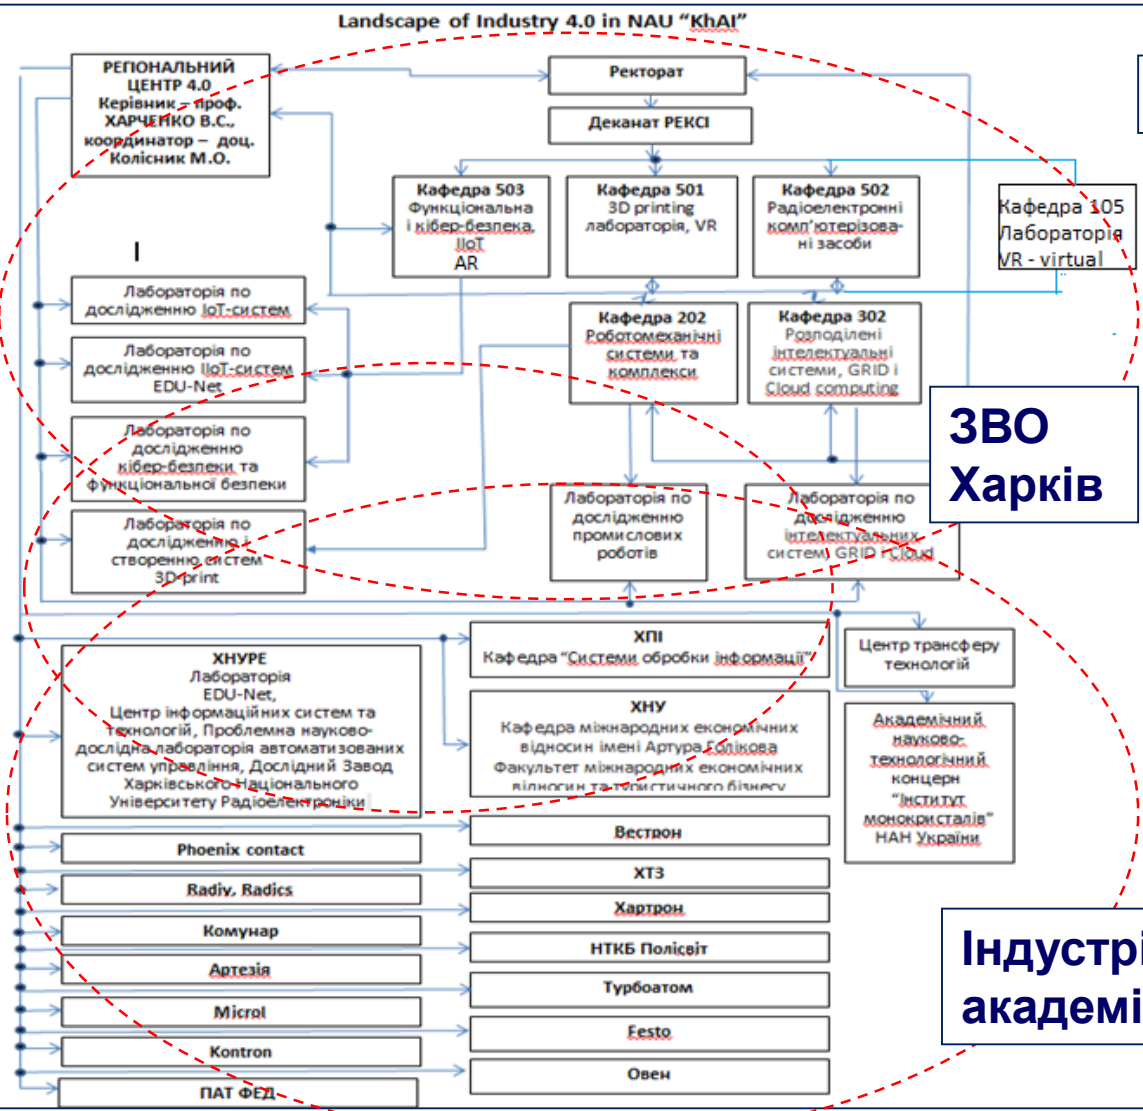 Landscape of Industry 4.0 in NAU “KhAI”
РЕГІОНАЛЬНИЙ
ЦЕНТР 4.0
Керівник – проф.
ХАРЧЕНКО В.С.,
координатор – доц.
Колісник М.О.
Ректорат
Деканат РЕКСІ
Кафедра 503
Функціональна
і кібер-безпека,
IIoT
AR
Кафедра 501
3D printing
лабораторія, VR
Кафедра 502
Радіоелектронні
комп’ютерізова-
ні засоби
Кафедра 105
Лабораторія
VR - virtual
I
Лабораторія по
дослідженню IoT-систем
Лабораторія по
дослідженню IIoT-систем
EDU-Net
Лабораторія по
дослідженню
кібер-безпеки та
функціональної безпеки
Лабораторія по
дослідженню і
створенню систем
3D-print
Кафедра 202
Роботомеханічні
системи та
комплекси
Кафедра 302
Розподілені
інтелектуальні
системи, GRID і
Cloud computing
ЗВО
Харків
Лабораторія по
дослідженню
промислових
роботів
Лабораторія по
дослідженню
інтелектуальних
систем, GRID і Cloud
ХНУРЕ
Лабораторія
EDU-Net,
Центр інформаційних систем та
технологій, Проблемна науково-
дослідна лабораторія автоматизованих
систем управління, Дослідний Завод
Харківського Національного
Університету Радіоелектроніки
ХПІ
Кафедра “Системи обробки інформації”
ХНУ
Кафедра міжнародних економічних
відносин імені Артура Голікова
Факультет міжнародних економічних
відносин та туристичного бізнесу
Центр трансферу
технологій
Академічний
науково-
технологічний
концерн
“Інститут
монокристалів”
НАН України
Phoenix contact
Radiy, Radics
Комунар
Артезія
Microl
Kontron
ПАТ ФЕД
Вестрон
ХТЗ
Хартрон
НТКБ Полісвіт
Турбоатом
Festo
Овен
Індустрі
академі